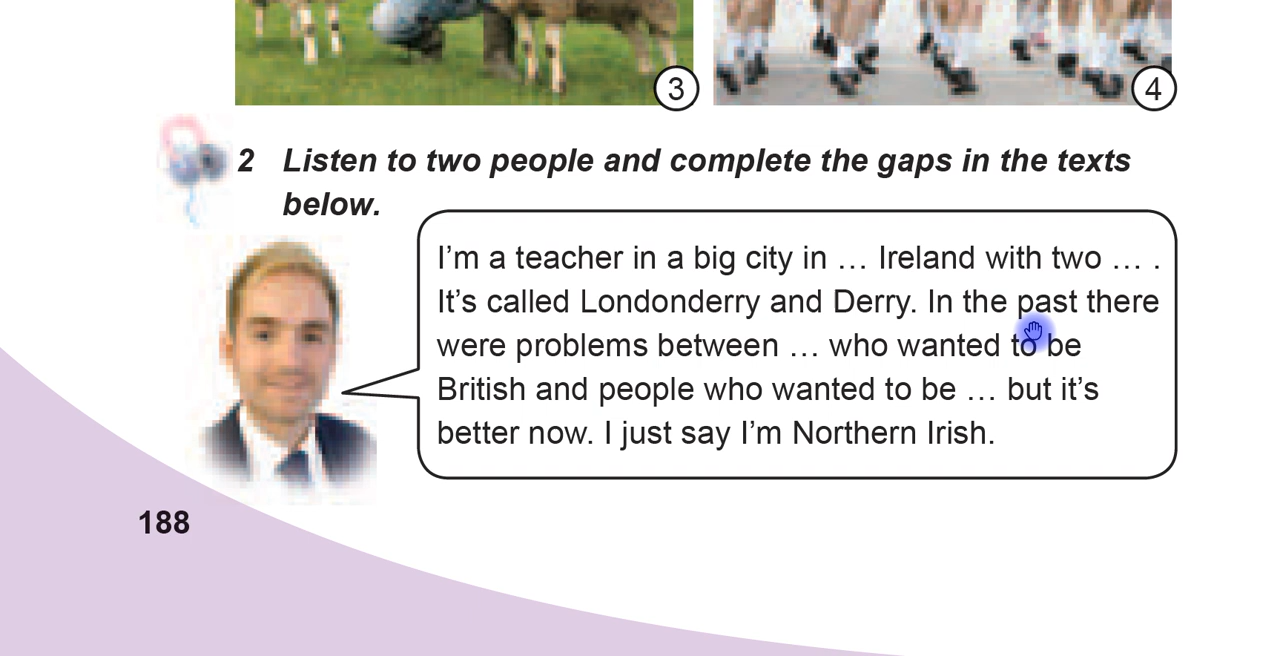 3
4
2 Listen to two people and complete the gaps in the texts
below.
I'm a teacher in a big city in … Ireland with two … .
It's called Londonderry and Derry. In the past there
were problems between … who wanted to be
British and people who wanted to be … but it's
better now. I just say I'm Northern Irish.
188